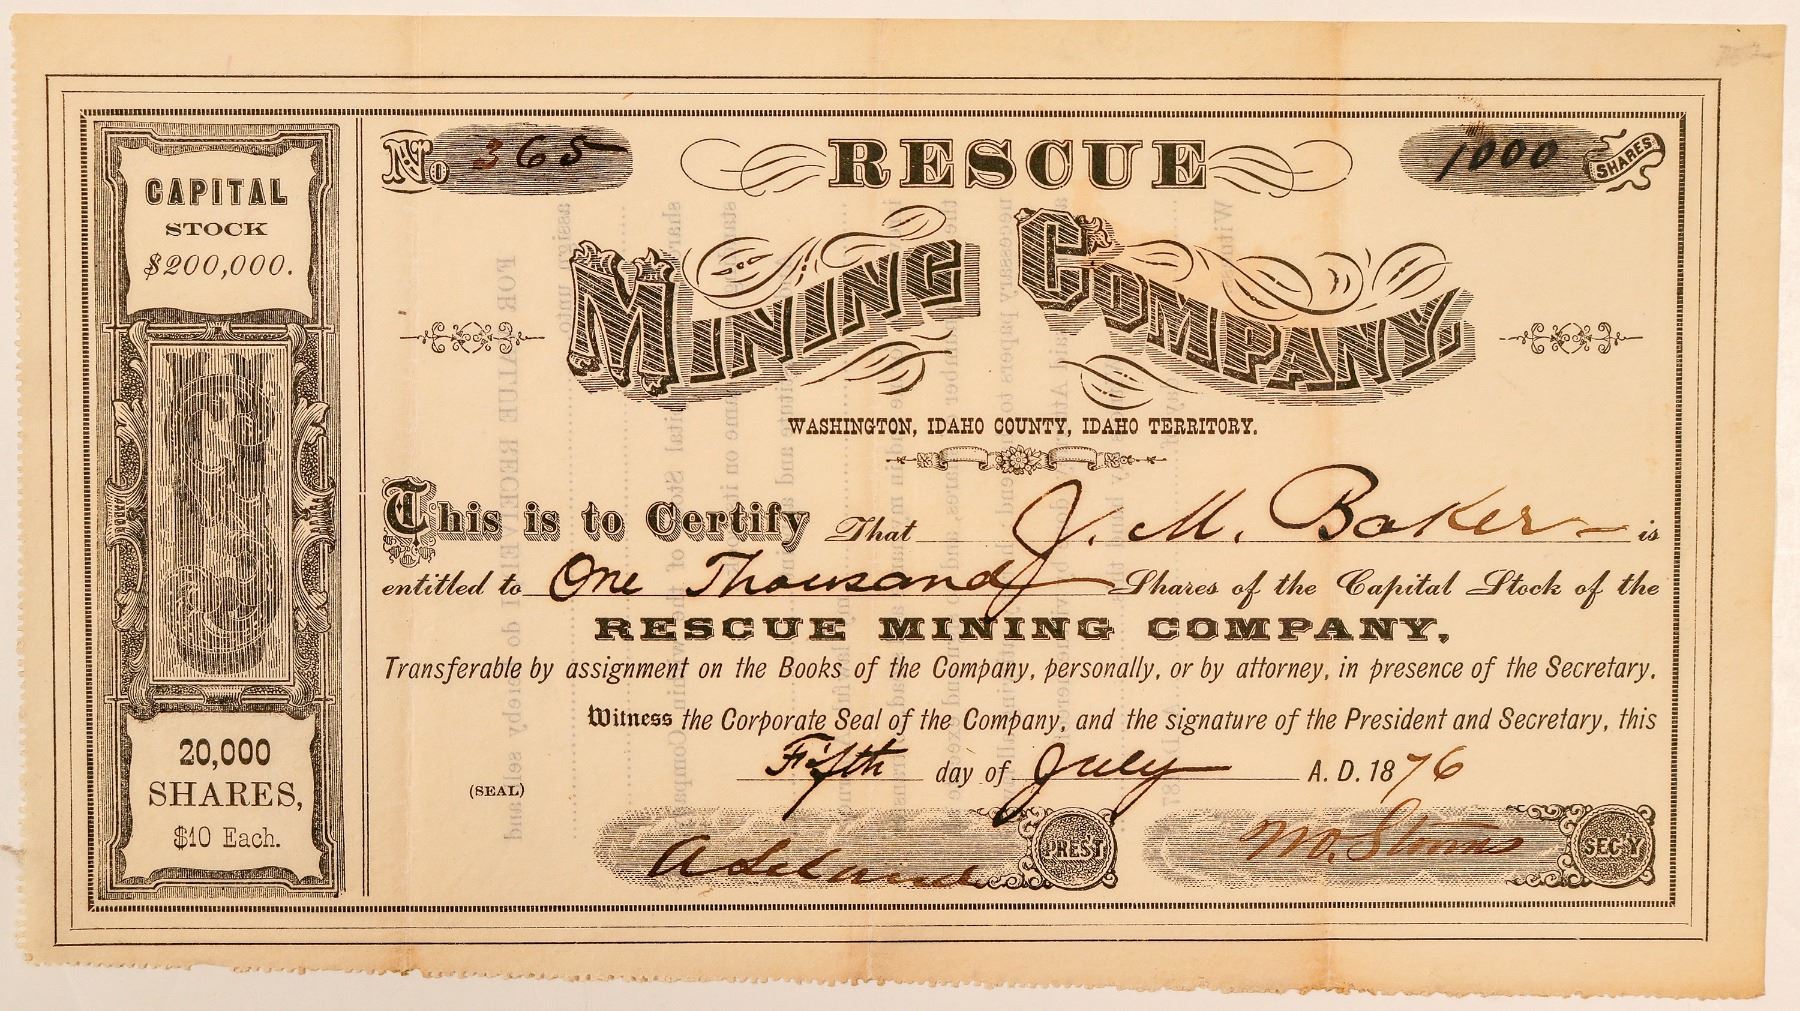 No 365
RESCUE
1000 SHARES
MINING COMPANY.
WASHINGTON, IDAHO COUNTY, IDAHO TERRITORY.
CAPITAL
STOCK
$200,000.
20,000
SHARES,
$10 Each.
This is to Certify That J. M. Baker is
entitled to One Thousand Shares of the Capital Stock of the
RESCUE MINING COMPANY,
Transferable by assignment on the Books of the Company, personally, or by attorney, in presence of the Secretary.
Witness the Corporate Seal of the Company, and the signature of the President and Secretary, this
Fifth day of July A. D. 1876
(SEAL)
PRES'T
SEC'Y